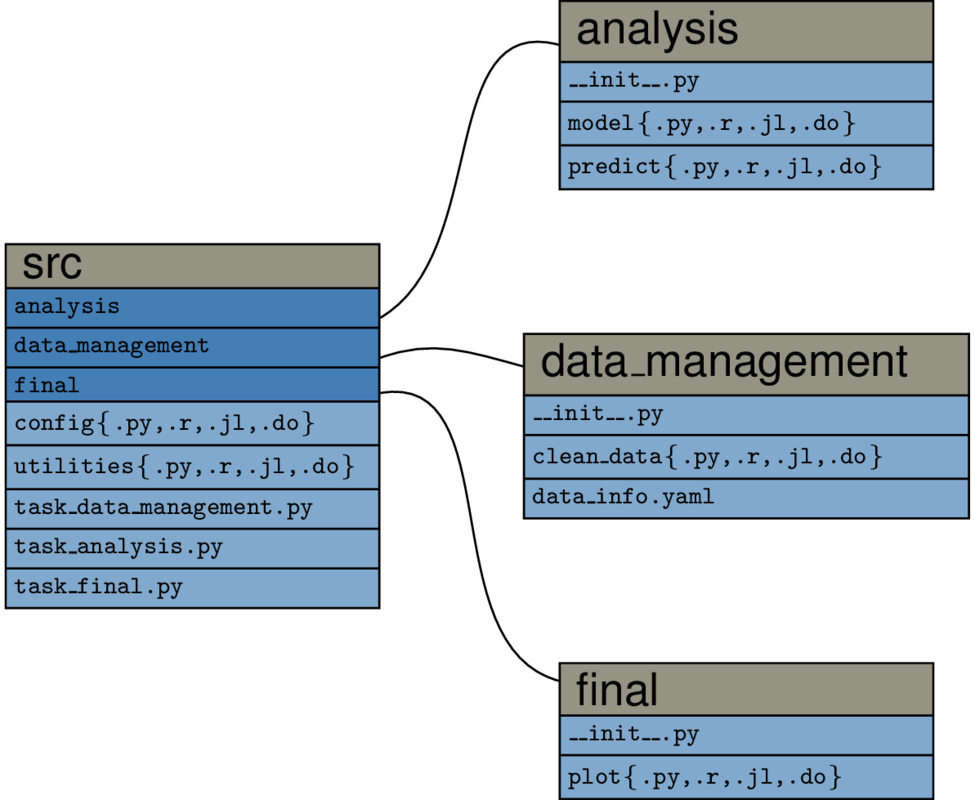 analysis
__init__.py
model{.py,.r,.jl,.do}
predict{.py,.r,.jl,.do}
src
analysis
data_management
final
config{.py,.r,.jl,.do}
utilities{.py,.r,.jl,.do}
task_data_management.py
task_analysis.py
task_final.py
data_management
__init__.py
clean_data{.py,.r,.jl,.do}
data_info.yaml
final
__init__.py
plot{.py,.r,.jl,.do}